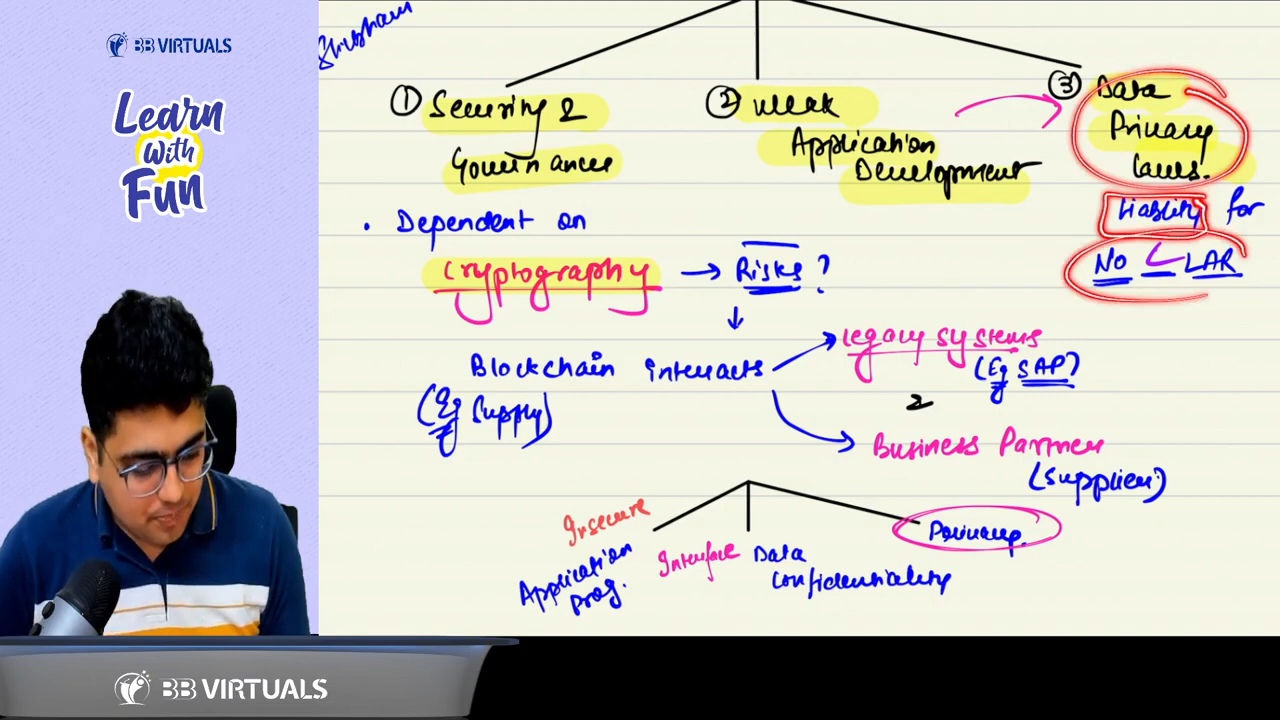 BB VIRTUALS
Learn
With
Fun
Shubham
① Securing &
Governance
② Weak
Application
Development
③ Data
Privacy
Laws.
Liability for
No LAR
• Dependent on
Cryptography → Risks ?
Blockchain interacts
(Eg Supply)
Legacy systems
(Eg SAP)
&
Business Partner
(Supplier)
Insecure
Application
Prog.
Interface
Data
Confidentiality
Privacy.
BB VIRTUALS